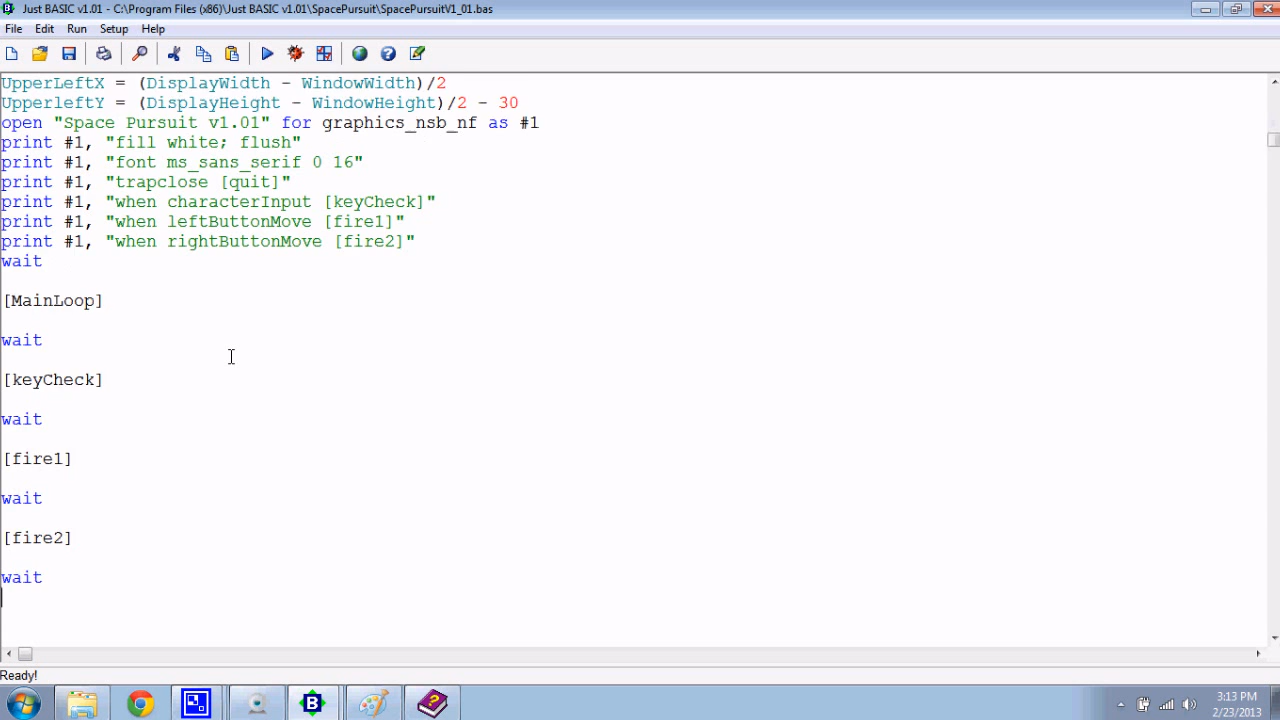 Just BASIC v1.01 - C:\Program Files (x86)\Just BASIC v1.01\SpacePursuit\SpacePursuitV1_01.bas
File Edit Run Setup Help
UpperLeftX = (DisplayWidth - WindowWidth)/2
UpperleftY = (DisplayHeight - WindowHeight)/2 - 30
open "Space Pursuit v1.01" for graphics_nsb_nf as #1
print #1, "fill white; flush"
print #1, "font ms_sans_serif 0 16"
print #1, "trapclose [quit]"
print #1, "when characterInput [keyCheck]"
print #1, "when leftButtonMove [fire1]"
print #1, "when rightButtonMove [fire2]"
wait
[MainLoop]
wait
[keyCheck]
wait
[fire1]
wait
[fire2]
wait
Ready!
B
3:13 PM
2/23/2013